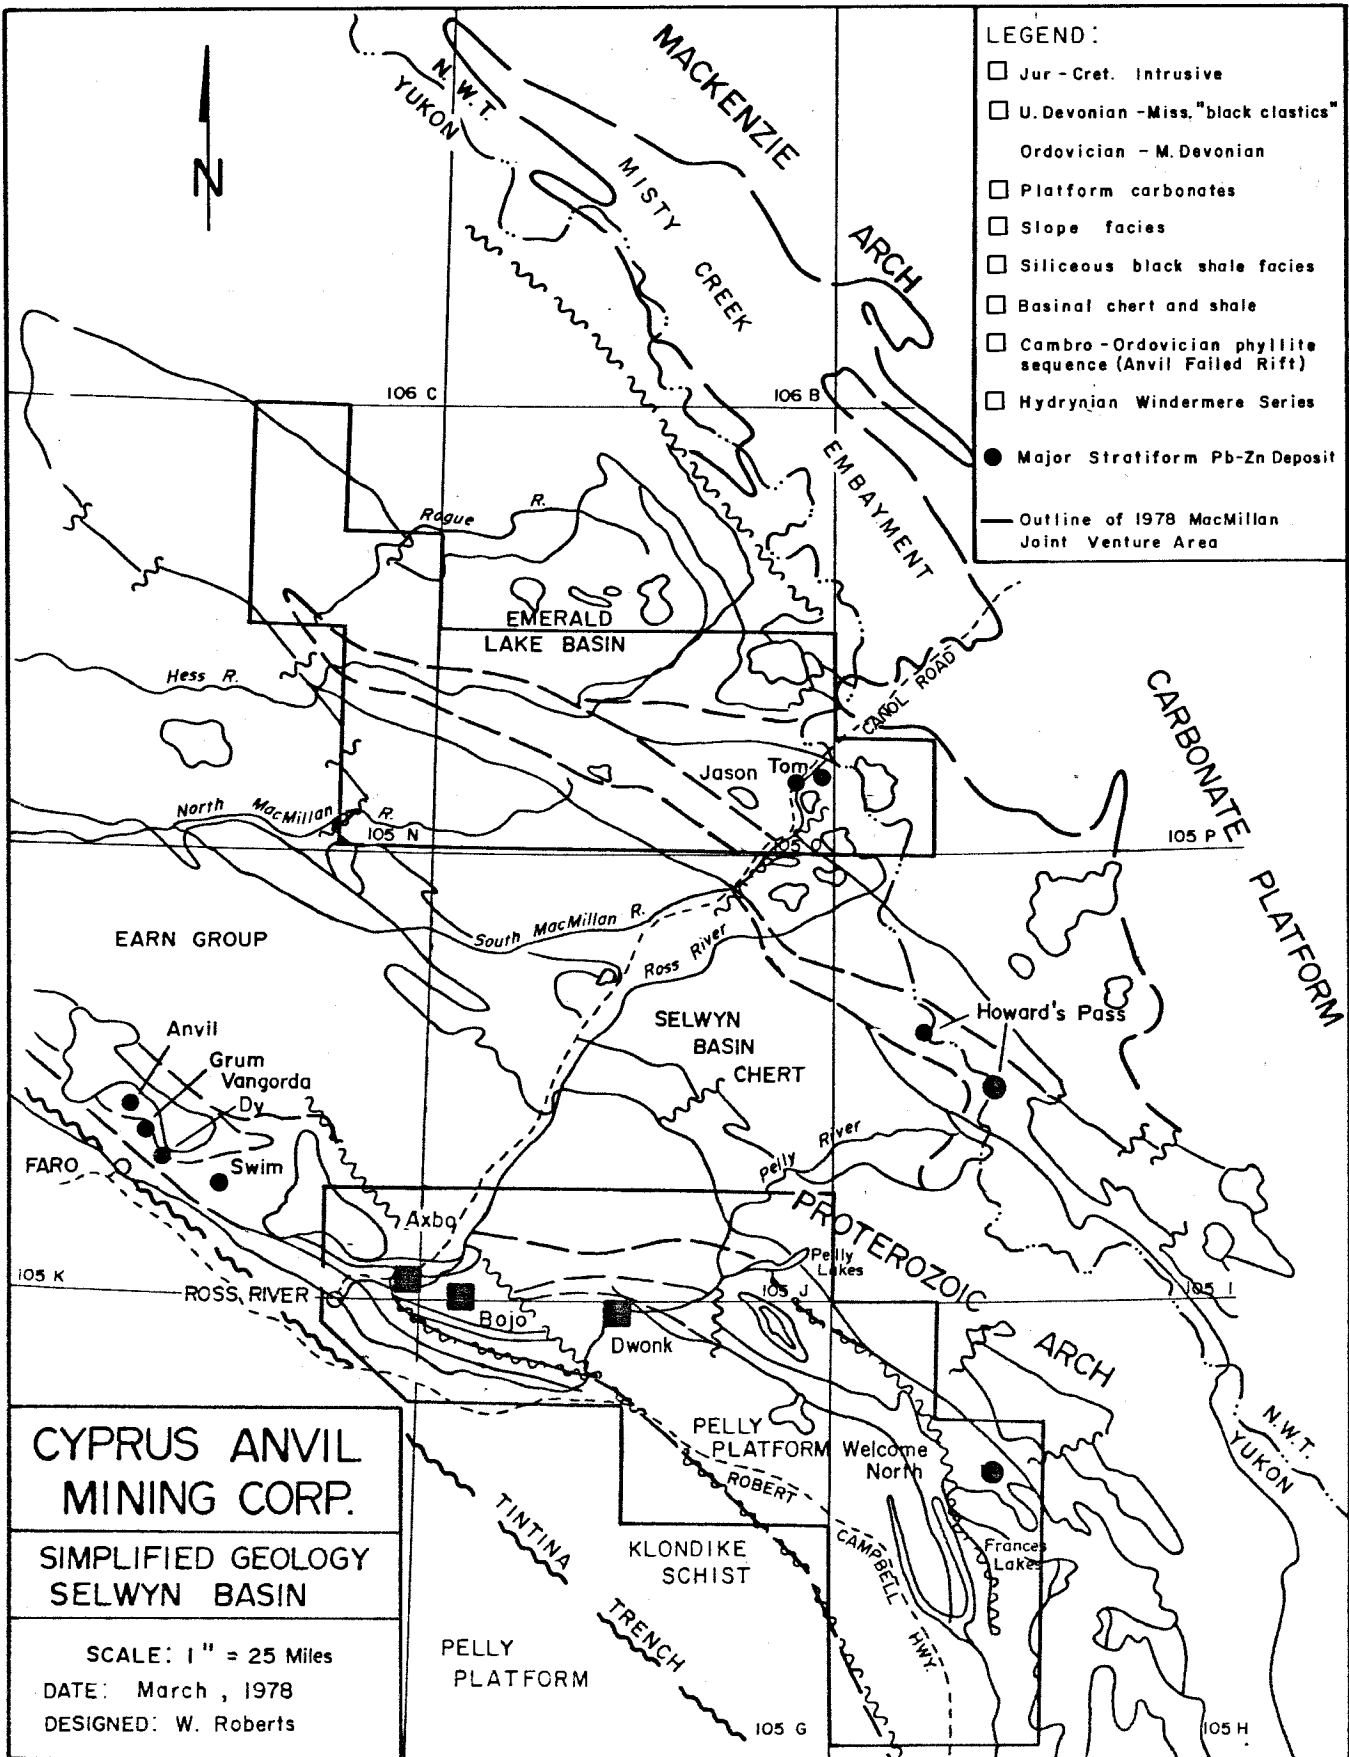 LEGEND:
Jur-Cret. Intrusive
U. Devonian -Miss. "black clastics"
Ordovician - M. Devonian
Platform carbonates
Slope facies
Siliceous black shale facies
Basinal chert and shale
Cambro-Ordovician phyllite
sequence (Anvil Failed Rift)
Hydrynian Windermere Series
Major Stratiform Pb-Zn Deposit
Outline of 1978 MacMillan
Joint Venture Area
N
N.W.T.
YUKON
MACKENZIE
ARCH
MISTY
CREEK
EMBAYMENT
106 C
106 B
Rogue R.
EMERALD
LAKE BASIN
Hess R.
CANOL ROAD
CARBONATE
PLATFORM
Jason Tom
North MacMillan R.
105 N
105 O
105 P
EARN GROUP
South MacMillan R.
Ross River
SELWYN
BASIN
CHERT
Howard's Pass
Anvil
Grum
Vangorda
Dy
Swim
FARO
Pelly River
PROTEROZOIC
ARCH
Axbo
Pelly
Lakes
105 K
ROSS RIVER
105 J
105 I
Bojo
Dwonk
PELLY
PLATFORM
Welcome
North
ROBERT
CAMPBELL
HWY.
N.W.T.
YUKON
Frances
Lakes
KLONDIKE
SCHIST
TINTINA
TRENCH
PELLY
PLATFORM
105 G
105 H
CYPRUS ANVIL
MINING CORP.
SIMPLIFIED GEOLOGY
SELWYN BASIN
SCALE: 1" = 25 Miles
DATE: March , 1978
DESIGNED: W. Roberts